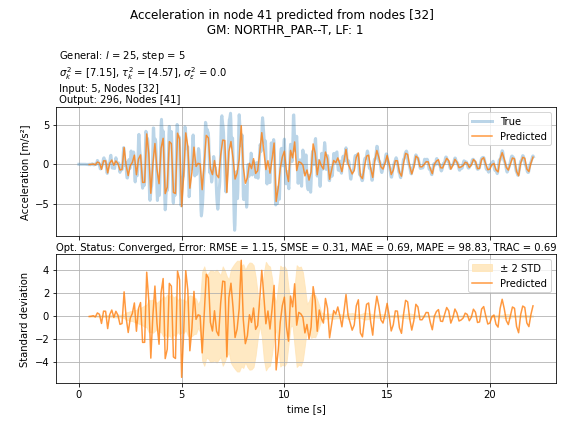 Acceleration in node 41 predicted from nodes [32]
GM: NORTHR_PAR--T, LF: 1
General: l = 25, step = 5
σ²ₖ = [7.15], τ²ₖ = [4.57], σ²ε = 0.0
Input: 5, Nodes [32]
Output: 296, Nodes [41]
Acceleration [m/s²]
5
0
−5
True
Predicted
Opt. Status: Converged, Error: RMSE = 1.15, SMSE = 0.31, MAE = 0.69, MAPE = 98.83, TRAC = 0.69
Standard deviation
4
2
0
−2
−4
± 2 STD
Predicted
0 5 10 15 20
time [s]